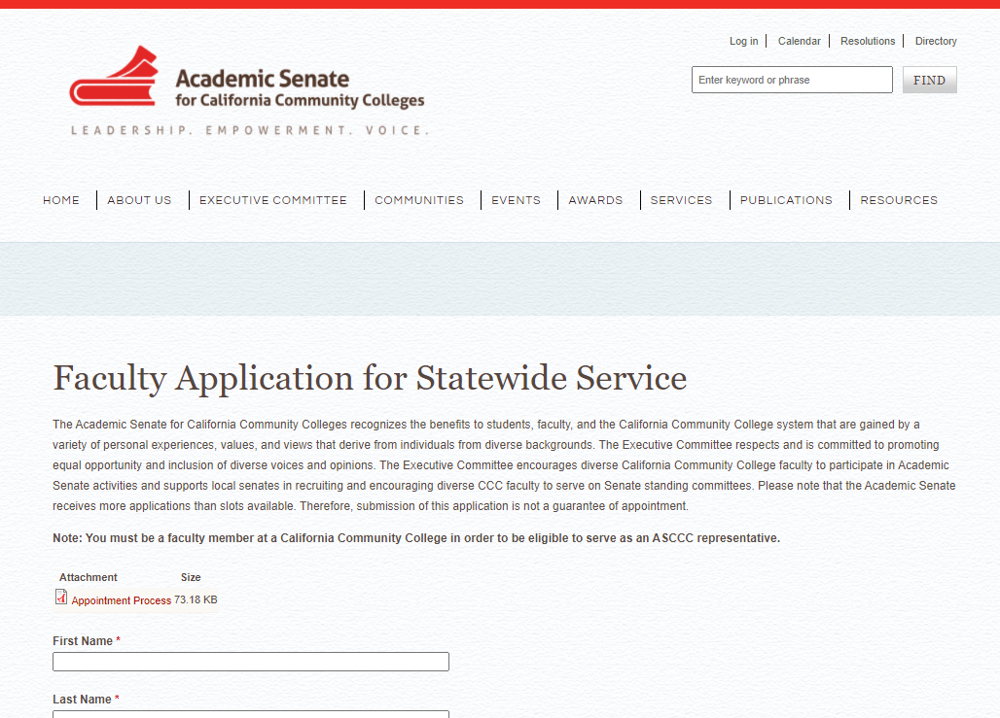 Log in
Calendar
Resolutions
Directory
Enter keyword or phrase
FIND
Academic Senate
for California Community Colleges
LEADERSHIP. EMPOWERMENT. VOICE.
HOME
ABOUT US
EXECUTIVE COMMITTEE
COMMUNITIES
EVENTS
AWARDS
SERVICES
PUBLICATIONS
RESOURCES
Faculty Application for Statewide Service
The Academic Senate for California Community Colleges recognizes the benefits to students, faculty, and the California Community College system that are gained by a
variety of personal experiences, values, and views that derive from individuals from diverse backgrounds. The Executive Committee respects and is committed to promoting
equal opportunity and inclusion of diverse voices and opinions. The Executive Committee encourages diverse California Community College faculty to participate in Academic
Senate activities and supports local senates in recruiting and encouraging diverse CCC faculty to serve on Senate standing committees. Please note that the Academic Senate
receives more applications than slots available. Therefore, submission of this application is not a guarantee of appointment.
Note: You must be a faculty member at a California Community College in order to be eligible to serve as an ASCCC representative.
Attachment Size
Appointment Process 73.18 KB
First Name *
Last Name *